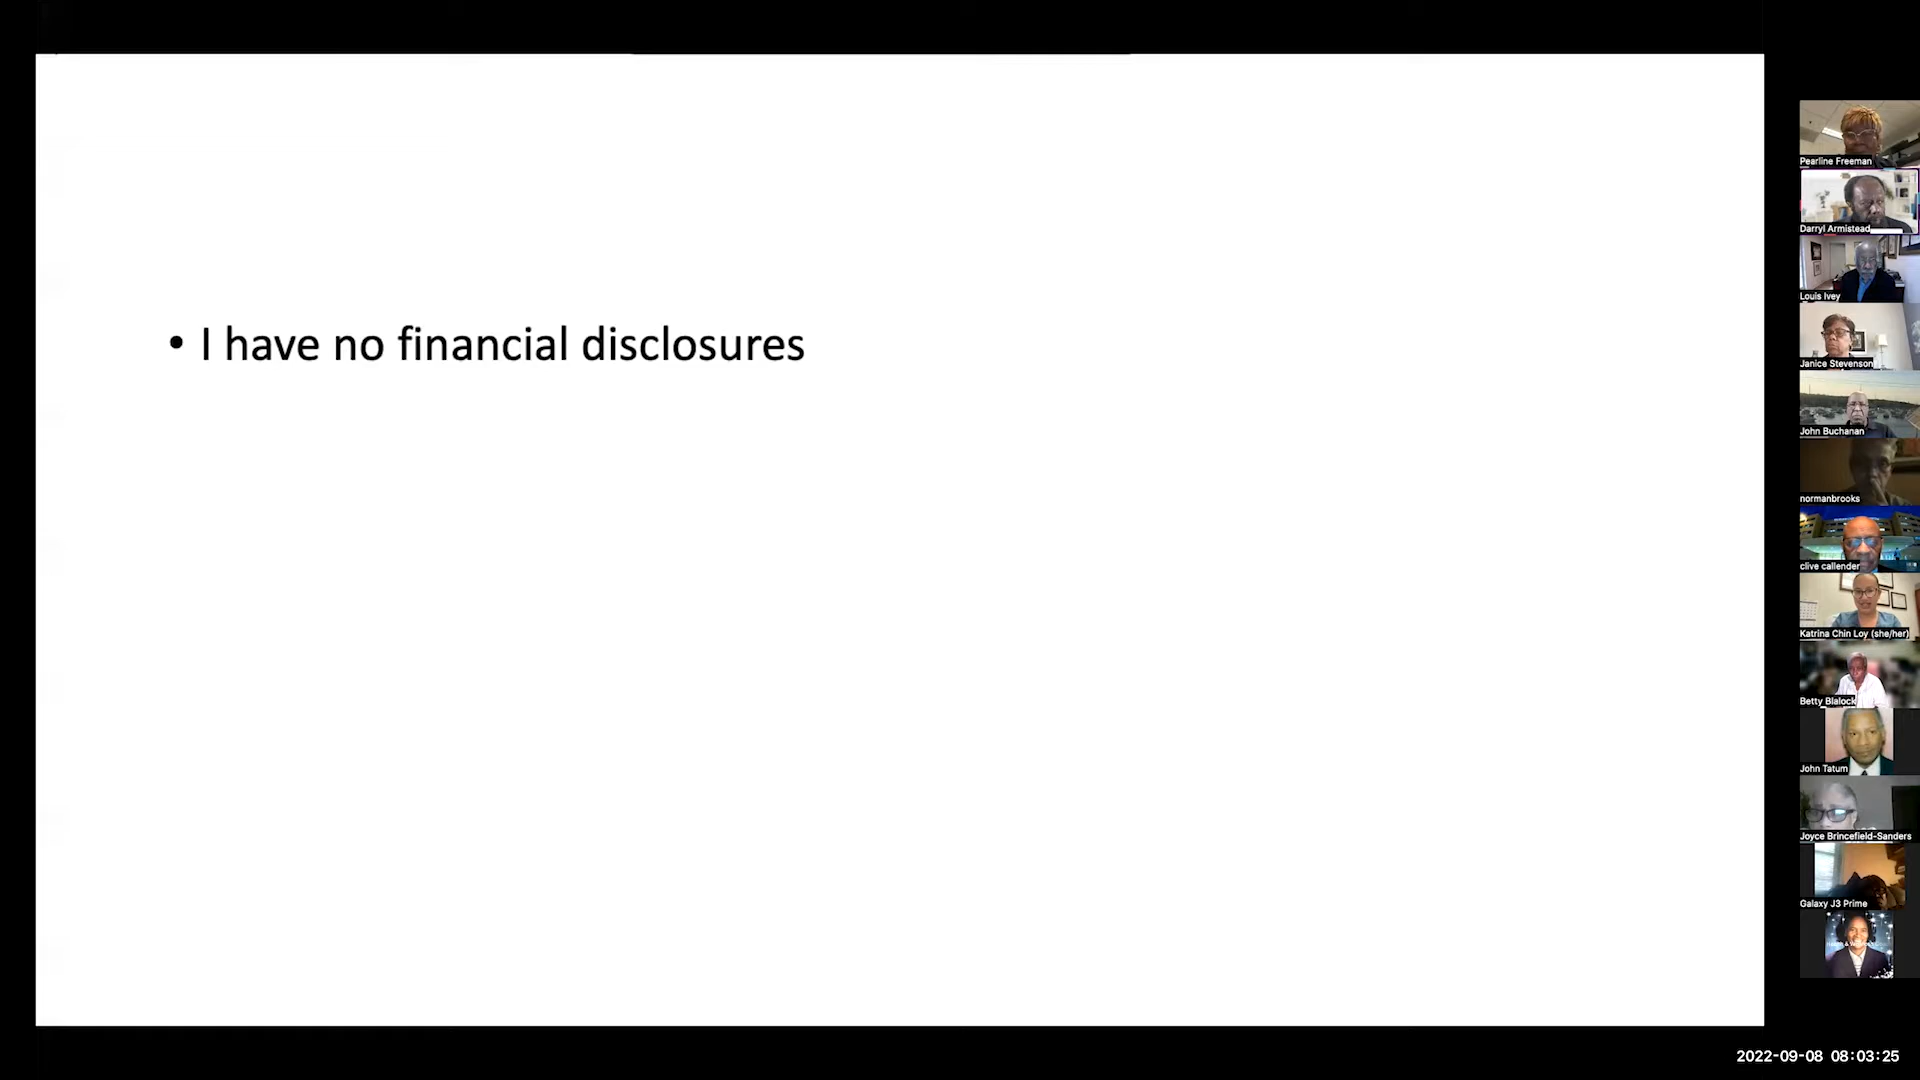 • I have no financial disclosures
Pearline Freeman
Darryl Armistead
Louis Ivey
Janice Stevenson
John Buchanan
normanbrooks
clive callender
Katrina Chin Loy (she/her)
Betty Blalock
John Tatum
Joyce Brincefield-Sanders
Galaxy J3 Prime
2022-09-08 08:03:25